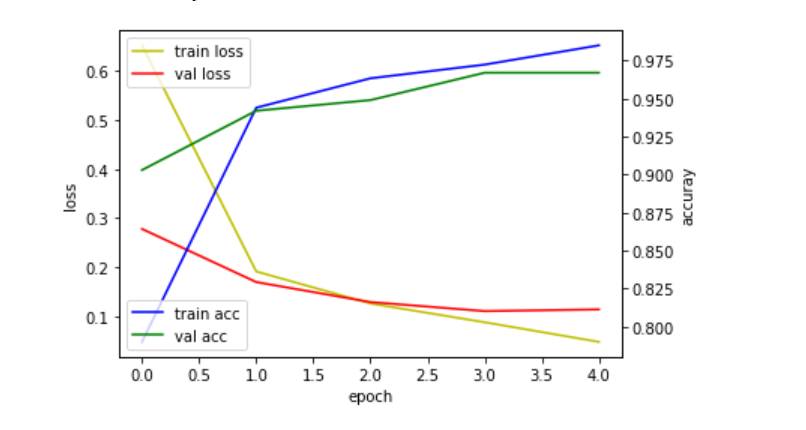 train loss
val loss
train acc
val acc
0.6
0.5
0.4
0.3
0.2
0.1
loss
0.975
0.950
0.925
0.900
0.875
0.850
0.825
0.800
accuray
0.0 0.5 1.0 1.5 2.0 2.5 3.0 3.5 4.0
epoch